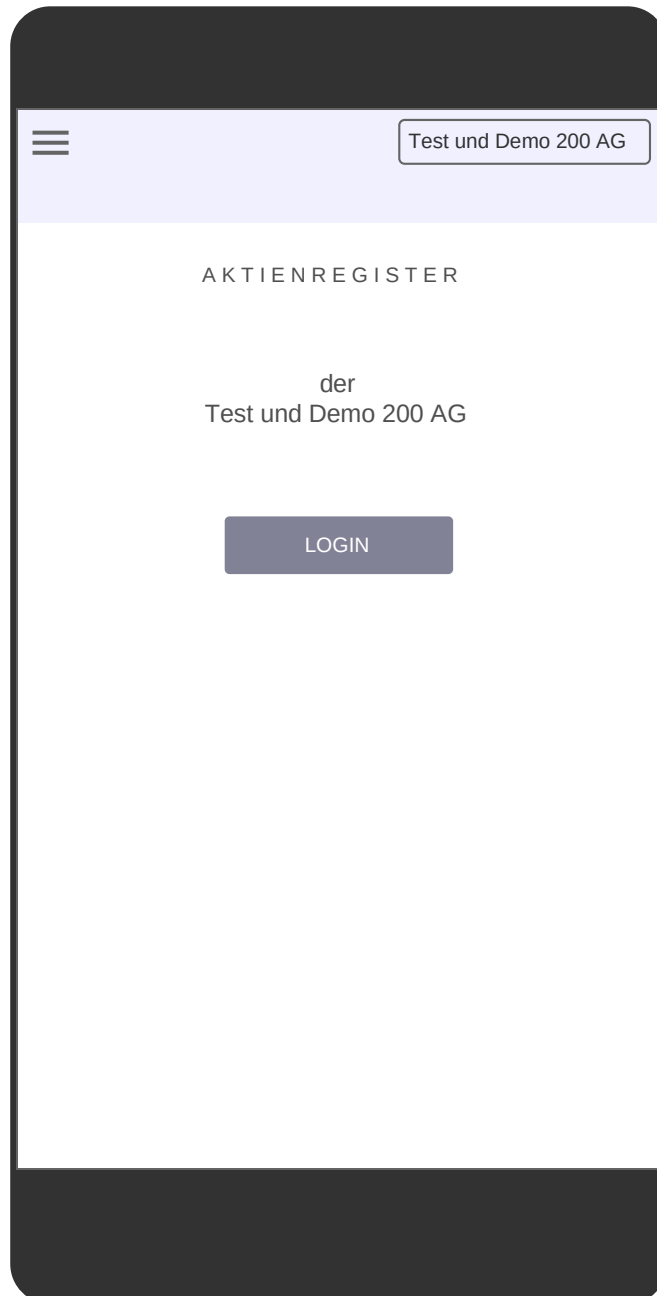 Test und Demo 200 AG
AKTIENREGISTER
der
Test und Demo 200 AG
LOGIN